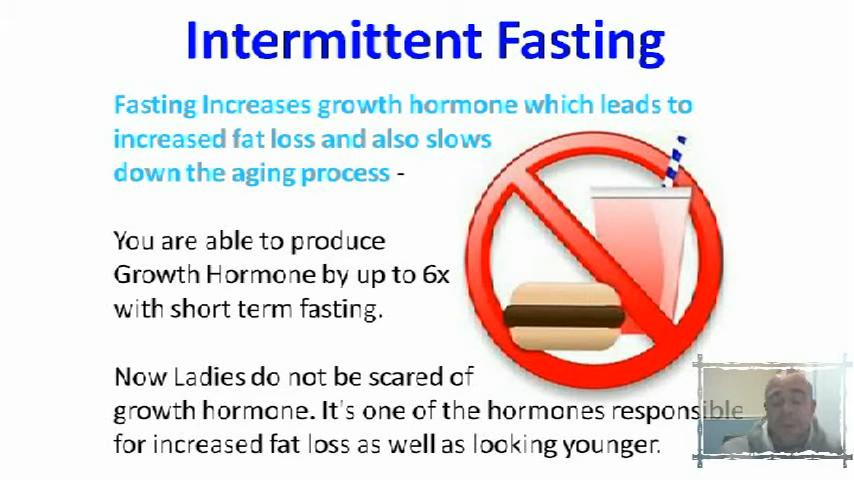 Intermittent Fasting
Fasting Increases growth hormone which leads to
increased fat loss and also slows
down the aging process -
You are able to produce
Growth Hormone by up to 6x
with short term fasting.
Now Ladies do not be scared of
growth hormone. It's one of the hormones responsible
for increased fat loss as well as looking younger.